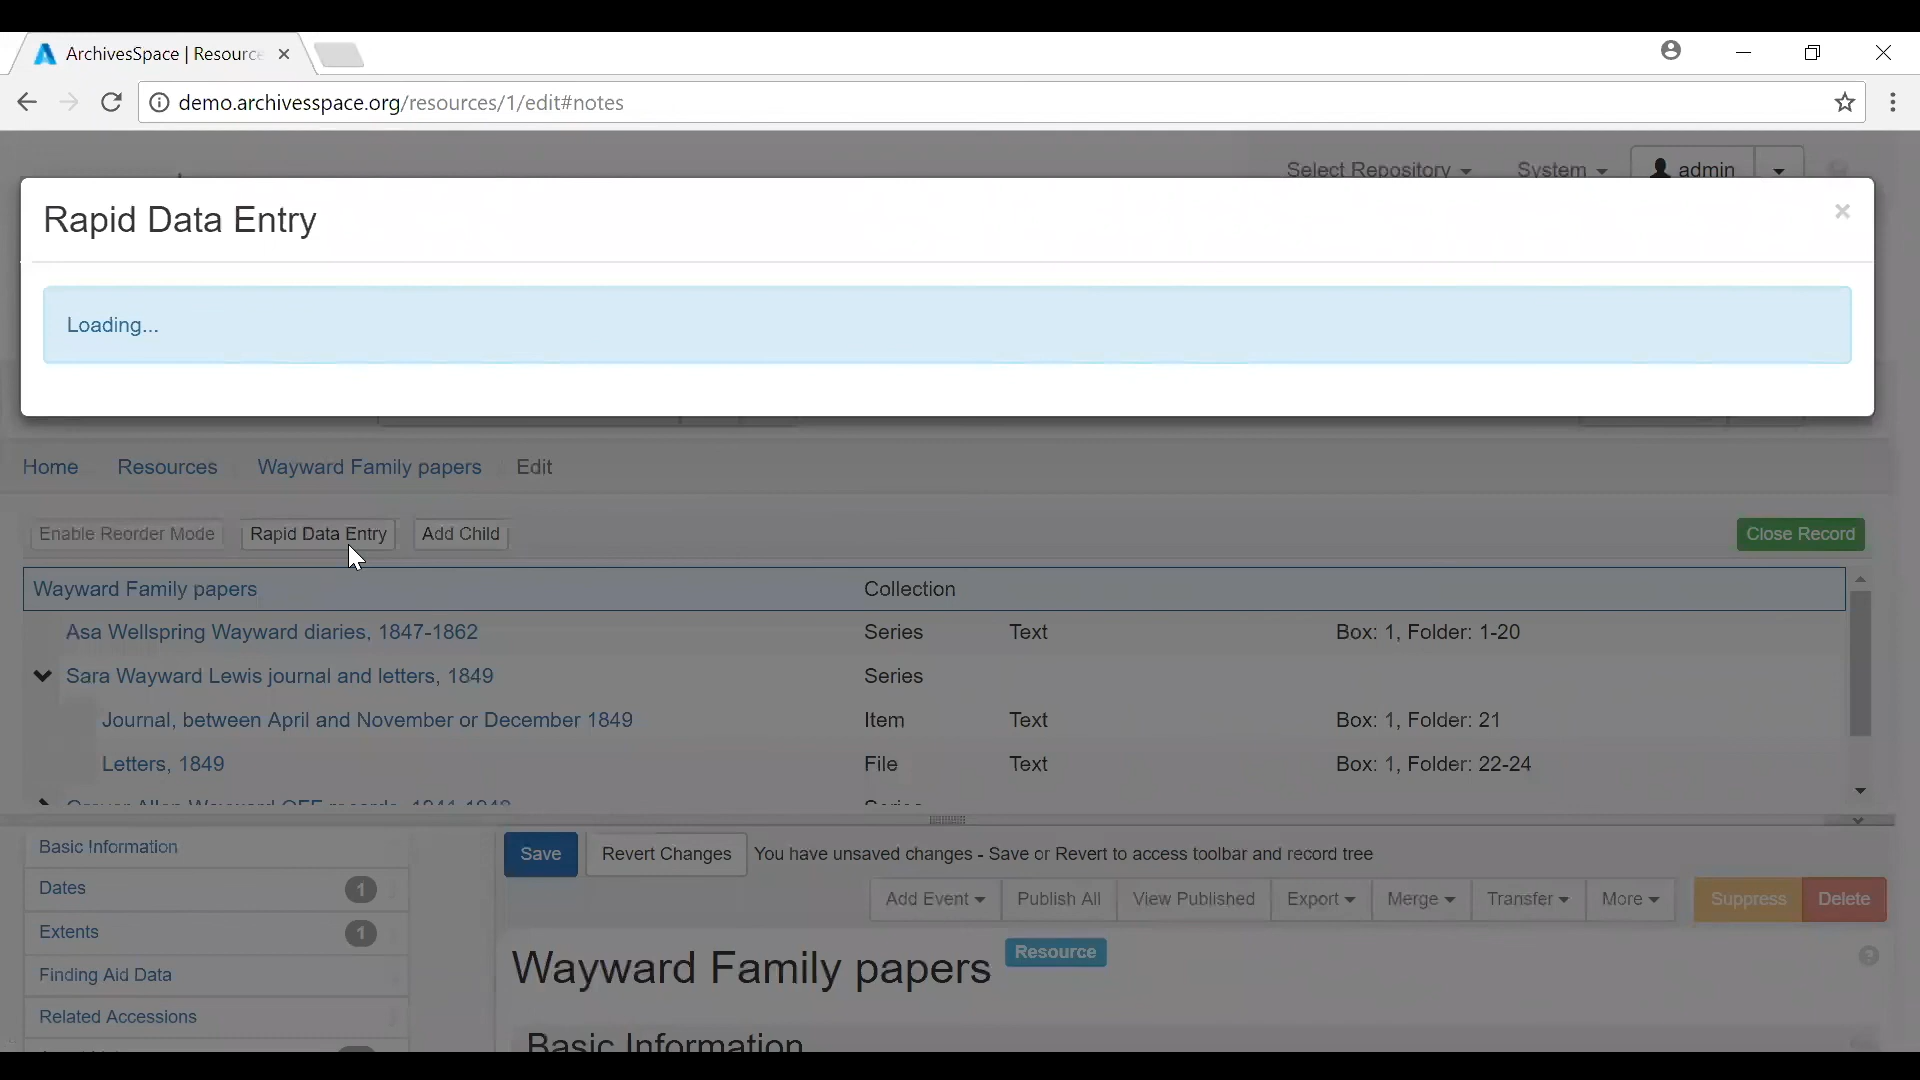 ArchivesSpace | Resource
demo.archivesspace.org/resources/1/edit#notes
Select Repository System admin
Rapid Data Entry ×
Loading...
Home Resources Wayward Family papers Edit
Enable Reorder Mode Rapid Data Entry Add Child Close Record
Wayward Family papers Collection
Asa Wellspring Wayward diaries, 1847-1862 Series Text Box: 1, Folder: 1-20
Sara Wayward Lewis journal and letters, 1849 Series
Journal, between April and November or December 1849 Item Text Box: 1, Folder: 21
Letters, 1849 File Text Box: 1, Folder: 22-24
Basic Information
Save Revert Changes You have unsaved changes - Save or Revert to access toolbar and record tree
Dates 1
Add Event Publish All View Published Export Merge Transfer More Suppress Delete
Extents 1
Wayward Family papers Resource
Finding Aid Data
Related Accessions
Basic Information